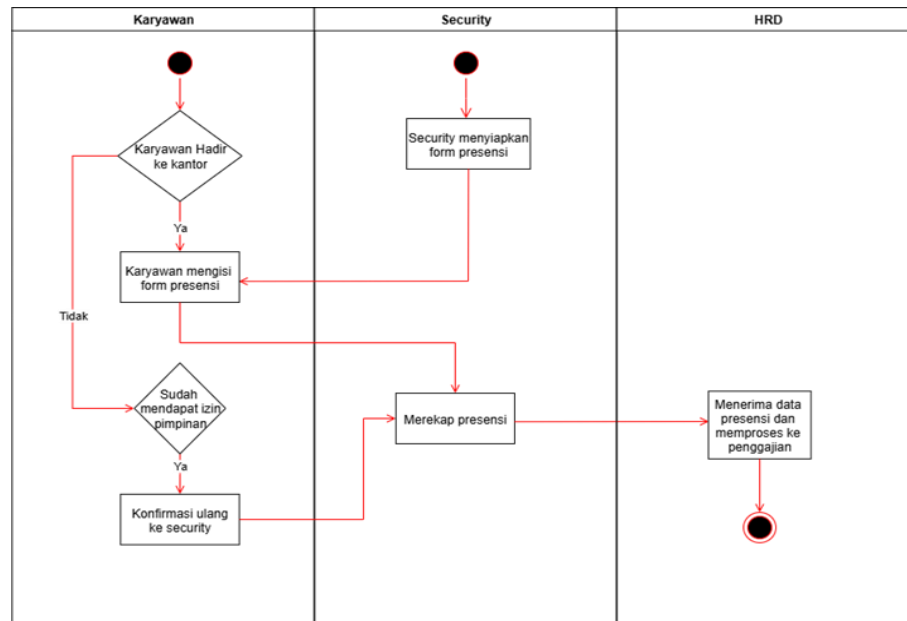 Karyawan
Security
HRD
Karyawan Hadir
ke kantor
Security menyiapkan
form presensi
Ya
Karyawan mengisi
form presensi
Tidak
Sudah
mendapat izin
pimpinan
Merekap presensi
Menerima data
presensi dan
memproses ke
penggajian
Ya
Konfirmasi ulang
ke security